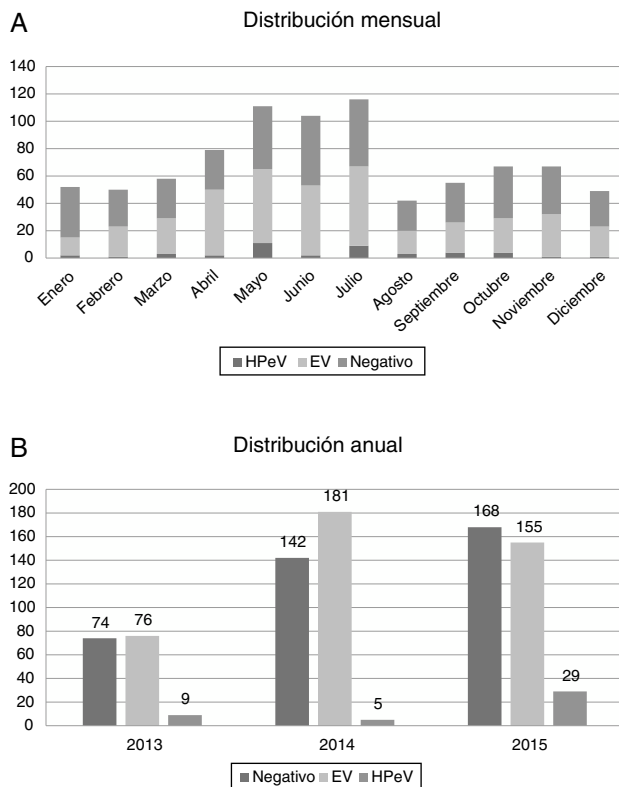 A
Distribución mensual
140
120
100
80
60
40
20
0
Enero
Febrero
Marzo
Abril
Mayo
Junio
Julio
Agosto
Septiembre
Octubre
Noviembre
Diciembre
HPeV EV Negativo
B
Distribución anual
200
180
160
140
120
100
80
60
40
20
0
74
76
9
142
181
5
168
155
29
2013
2014
2015
Negativo EV HPeV